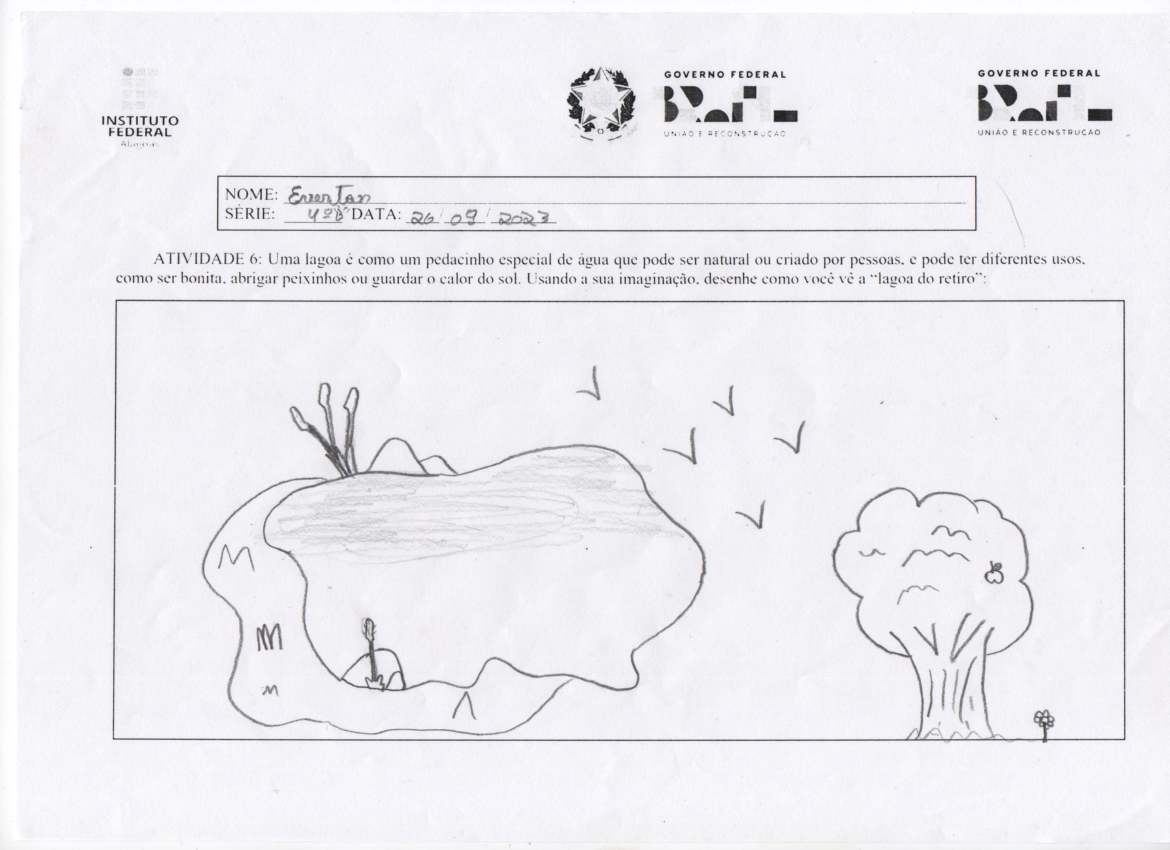 INSTITUTO
FEDERAL
Alagoas
GOVERNO FEDERAL
BRASIL
UNIÃO E RECONSTRUÇÃO
GOVERNO FEDERAL
BRASIL
UNIÃO E RECONSTRUÇÃO
NOME: Everton
SÉRIE: 4º B DATA: 26/09/2023
ATIVIDADE 6: Uma lagoa é como um pedacinho especial de água que pode ser natural ou criado por pessoas, e pode ter diferentes usos,
como ser bonita, abrigar peixinhos ou guardar o calor do sol. Usando a sua imaginação, desenhe como você vê a “lagoa do retiro”: